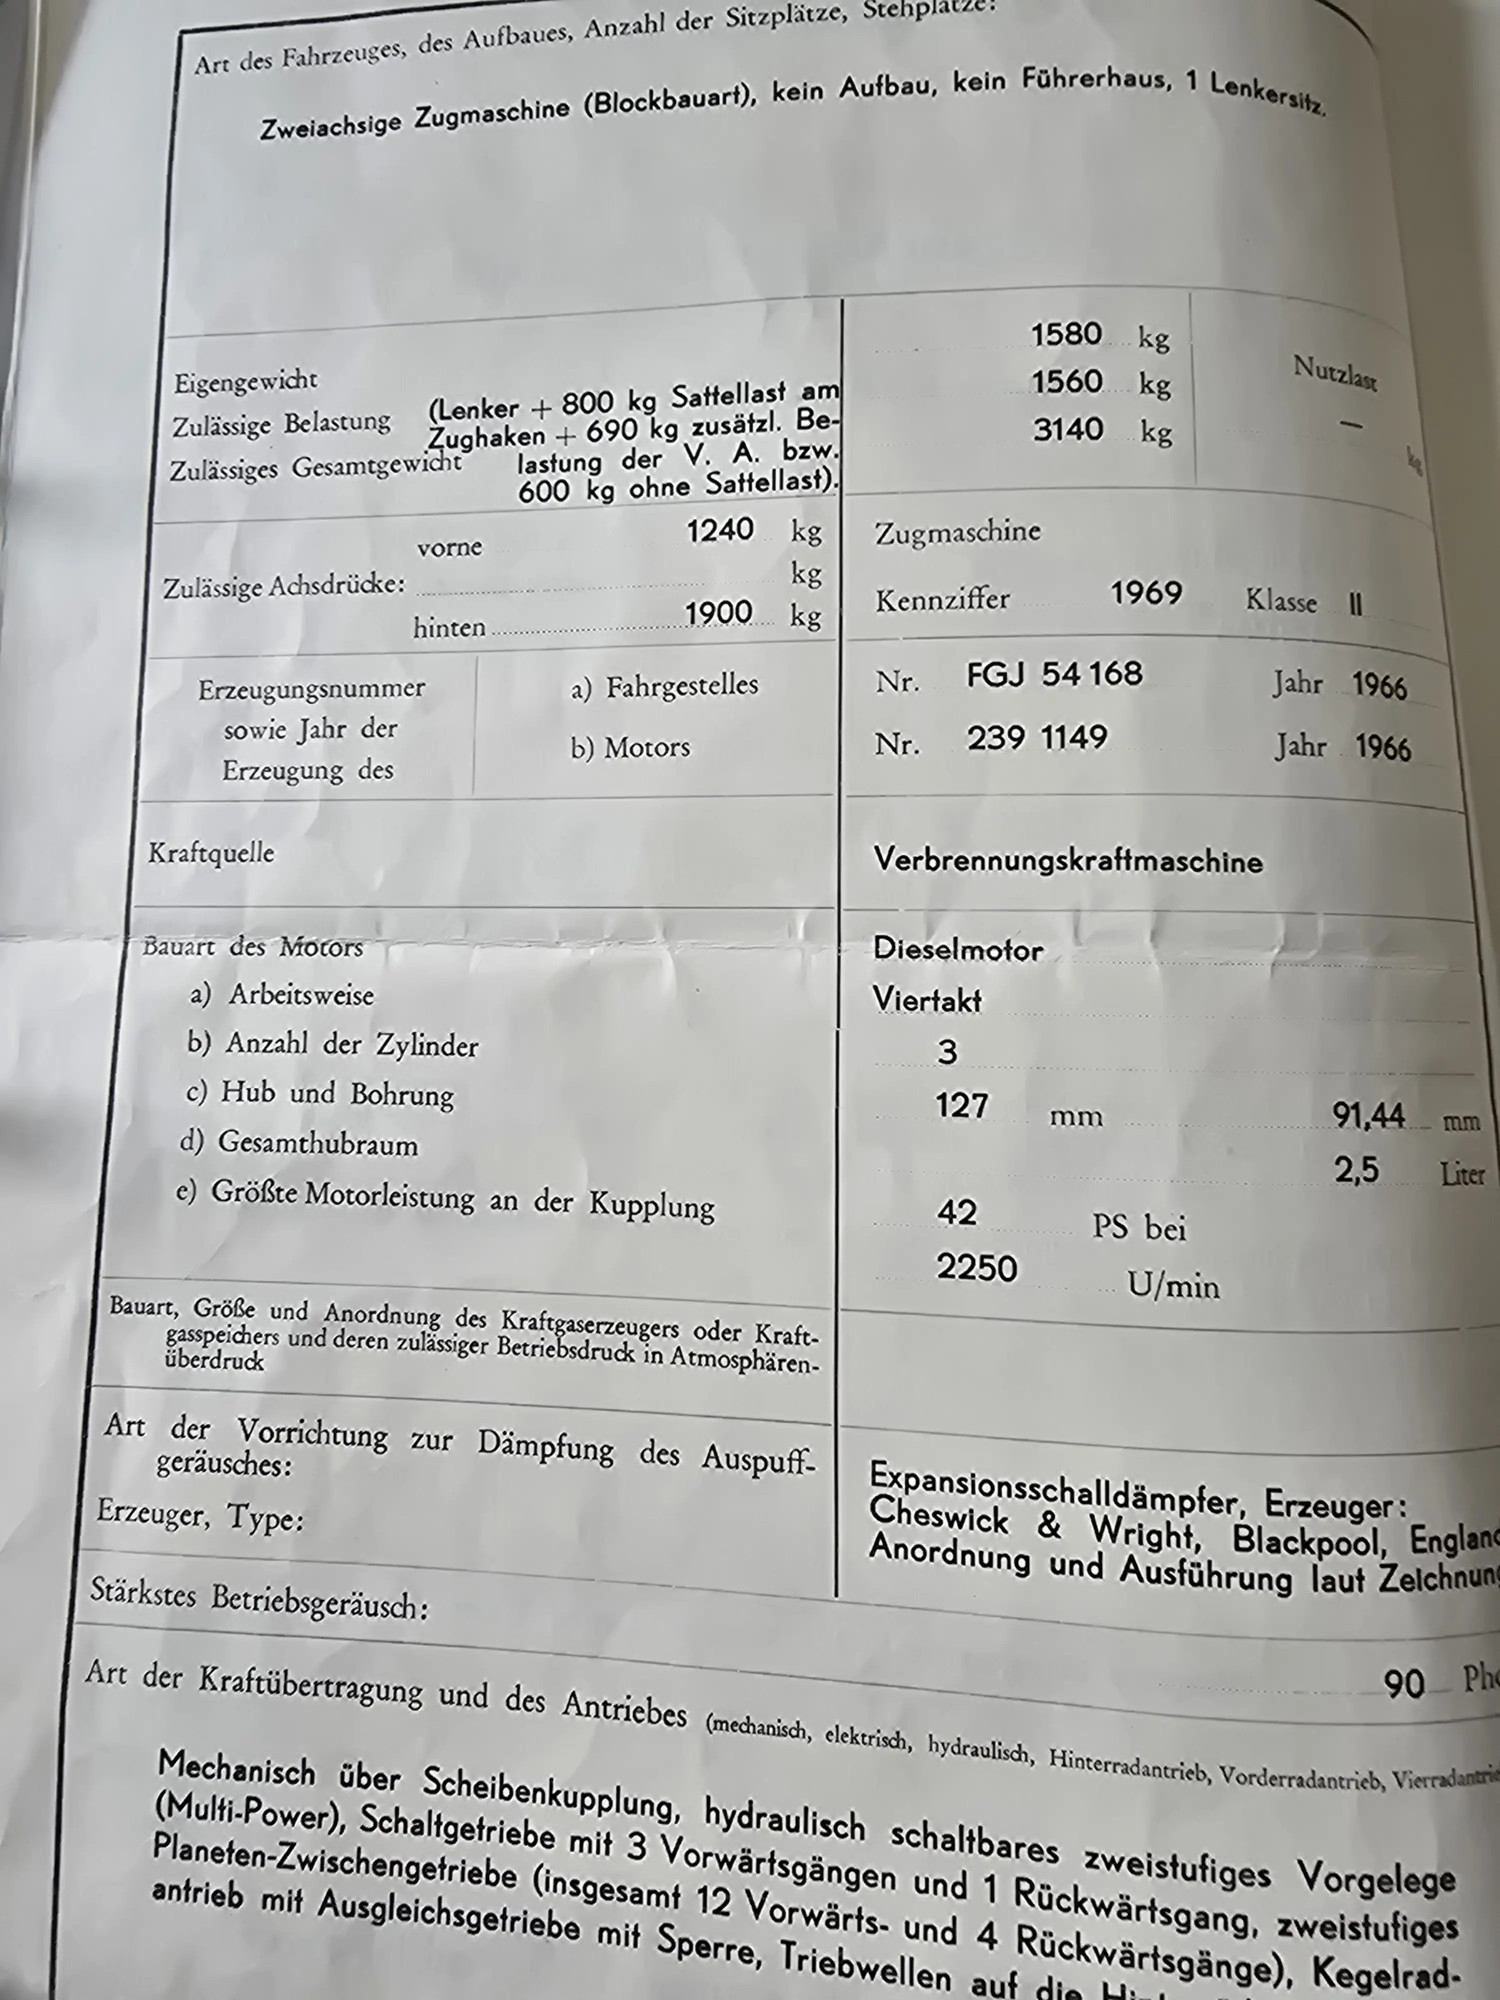 Art des Fahrzeuges, des Aufbaues, Anzahl der Sitzplätze, Stehplätze:
Zweiachsige Zugmaschine (Blockbauart), kein Aufbau, kein Führerhaus, 1 Lenkersitz.
Eigengewicht 1580 kg Nutzlast
Zulässige Belastung (Lenker + 800 kg Sattellast am 1560 kg —
Zughaken + 690 kg zusätzl. Be-
Zulässiges Gesamtgewicht lastung der V. A. bzw. 3140 kg kg
600 kg ohne Sattellast).
vorne 1240 kg Zugmaschine
Zulässige Achsdrücke: kg
hinten 1900 kg Kennziffer 1969 Klasse II
Erzeugungsnummer a) Fahrgestelles Nr. FGJ 54 168 Jahr 1966
sowie Jahr der
Erzeugung des b) Motors Nr. 239 1149 Jahr 1966
Kraftquelle Verbrennungskraftmaschine
Bauart des Motors Dieselmotor
a) Arbeitsweise Viertakt
b) Anzahl der Zylinder 3
c) Hub und Bohrung 127 mm 91,44 mm
d) Gesamthubraum 2,5 Liter
e) Größte Motorleistung an der Kupplung 42 PS bei
2250 U/min
Bauart, Größe und Anordnung des Kraftgaserzeugers oder Kraft-
gasspeichers und deren zulässiger Betriebsdruck in Atmosphären-
überdruck
Art der Vorrichtung zur Dämpfung des Auspuff-
geräusches:
Erzeuger, Type:
Expansionsschalldämpfer, Erzeuger:
Cheswick & Wright, Blackpool, England
Anordnung und Ausführung laut Zeichnung
Stärkstes Betriebsgeräusch: 90 Pho
Art der Kraftübertragung und des Antriebes (mechanisch, elektrisch, hydraulisch, Hinterradantrieb, Vorderradantrieb, Vierradantrie
Mechanisch über Scheibenkupplung, hydraulisch schaltbares zweistufiges Vorgelege
(Multi-Power), Schaltgetriebe mit 3 Vorwärtsgängen und 1 Rückwärtsgang, zweistufiges
Planeten-Zwischengetriebe (insgesamt 12 Vorwärts- und 4 Rückwärtsgänge), Kegelrad-
antrieb mit Ausgleichsgetriebe mit Sperre, Triebwellen auf die